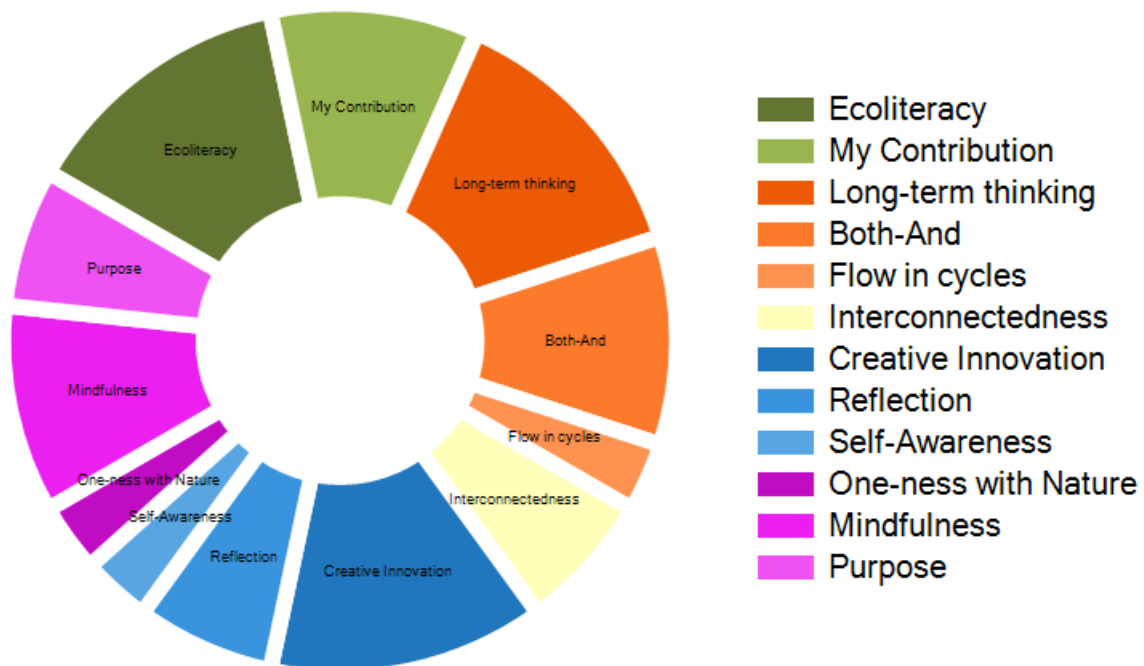 My Contribution
Ecoliteracy
Long-term thinking
Purpose
Both-And
Mindfulness
Flow in cycles
One-ness with Nature
Interconnectedness
Self-Awareness
Reflection
Creative Innovation
Ecoliteracy
My Contribution
Long-term thinking
Both-And
Flow in cycles
Interconnectedness
Creative Innovation
Reflection
Self-Awareness
One-ness with Nature
Mindfulness
Purpose